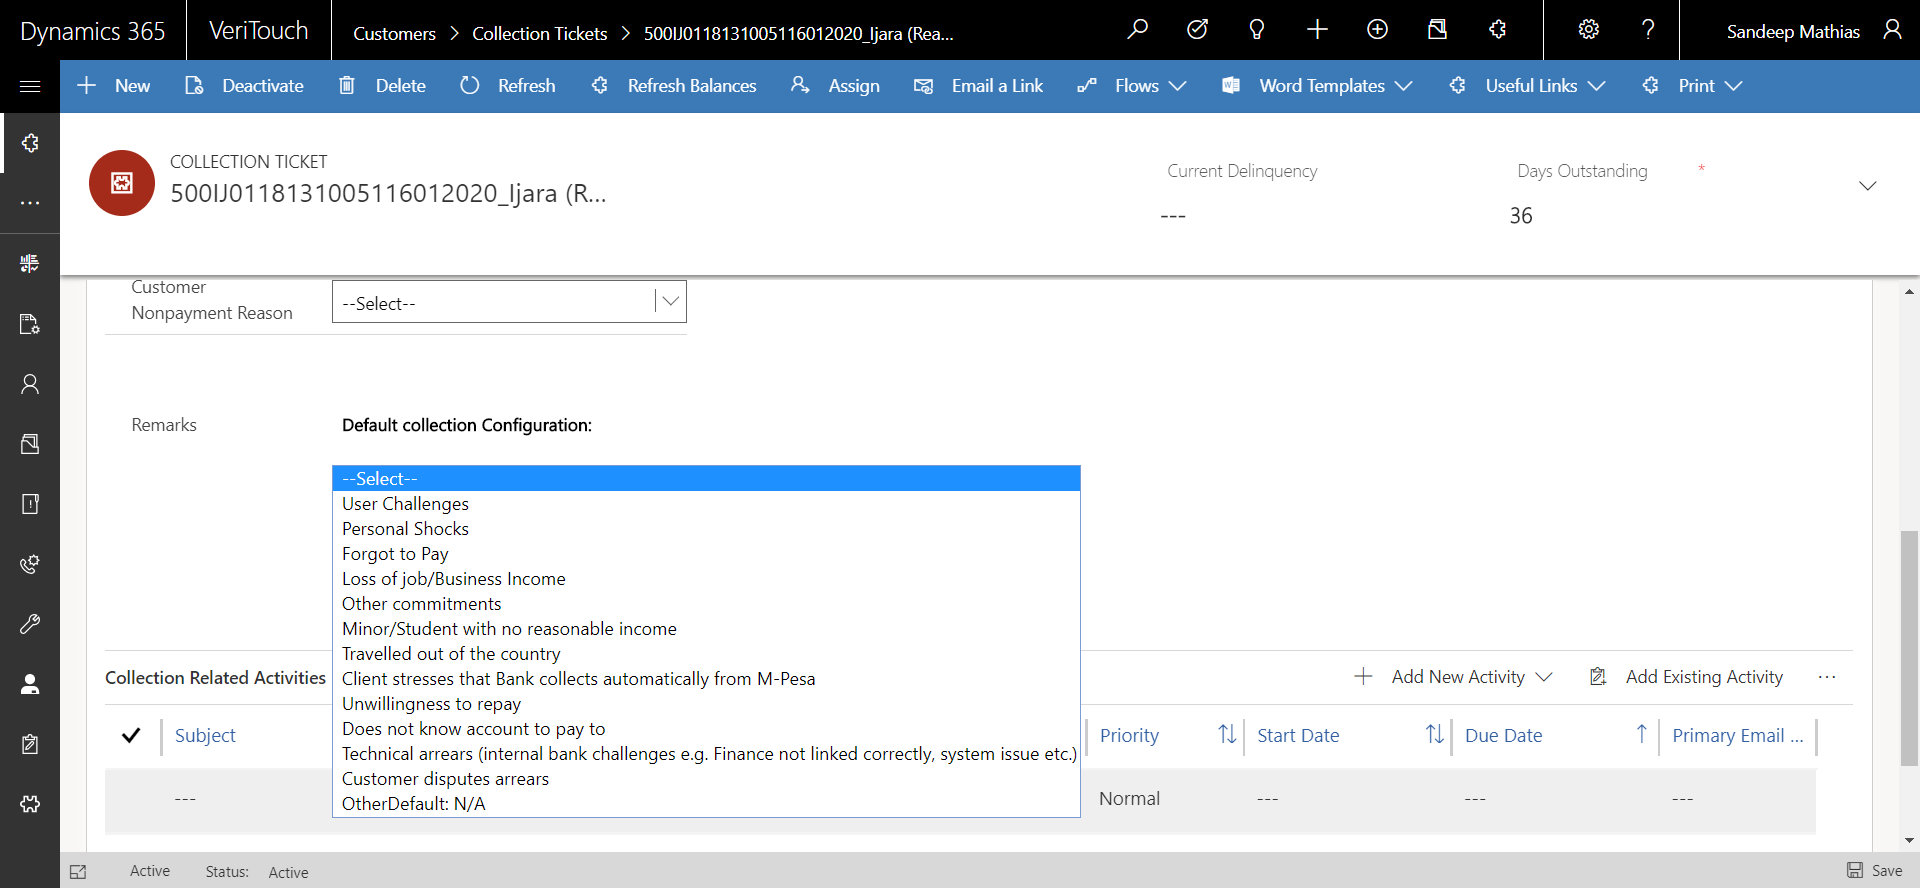 Dynamics 365
VeriTouch
Customers > Collection Tickets > 500IJ0118131005116012020_Ijara (Rea...
Sandeep Mathias
New
Deactivate
Delete
Refresh
Refresh Balances
Assign
Email a Link
Flows
Word Templates
Useful Links
Print
COLLECTION TICKET
500IJ0118131005116012020_Ijara (R...
Current Delinquency
---
Days Outstanding *
36
Customer
Nonpayment Reason
--Select--
Remarks
Default collection Configuration:
--Select--
User Challenges
Personal Shocks
Forgot to Pay
Loss of job/Business Income
Other commitments
Minor/Student with no reasonable income
Travelled out of the country
Client stresses that Bank collects automatically from M-Pesa
Unwillingness to repay
Does not know account to pay to
Technical arrears (internal bank challenges e.g. Finance not linked correctly, system issue etc.)
Customer disputes arrears
OtherDefault: N/A
Collection Related Activities
Add New Activity
Add Existing Activity
...
Subject
Priority
Start Date
Due Date
Primary Email ...
---
Normal
---
---
---
Active
Status: Active
Save